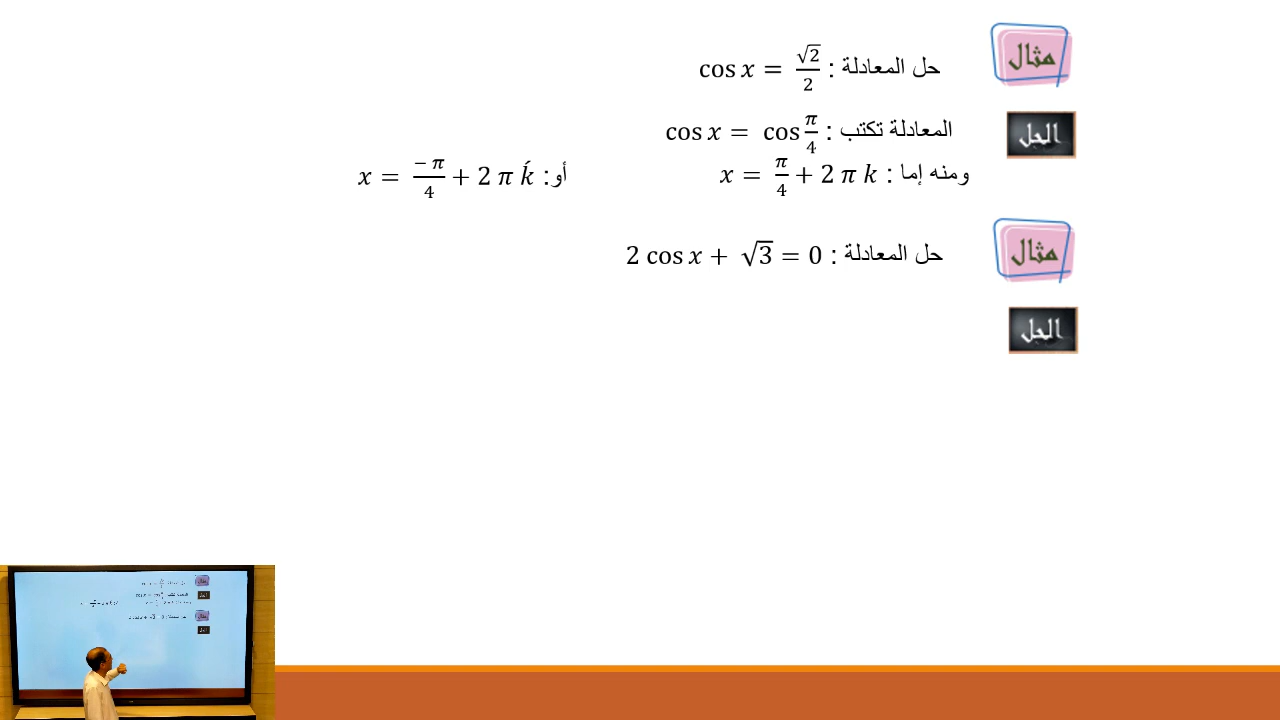 مثال
حل المعادلة : cos x = √2/2
الحل
المعادلة تكتب : cos x = cos π/4
ومنه إما : x = π/4 + 2 π k أو: x = − π/4 + 2 π ḱ
مثال
حل المعادلة : 2 cos x + √3 = 0
الحل